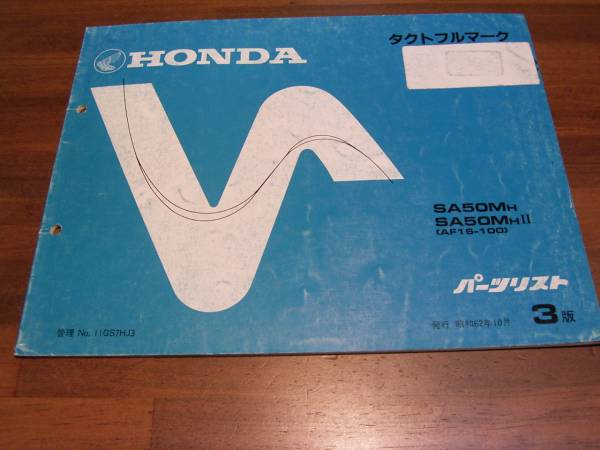 HONDA
タクトフルマーク
SA50MH
SA50MHII
(AF16-100)
パーツリスト
3版
発行 昭和62年10月
管理 No. 11GS7HJ3